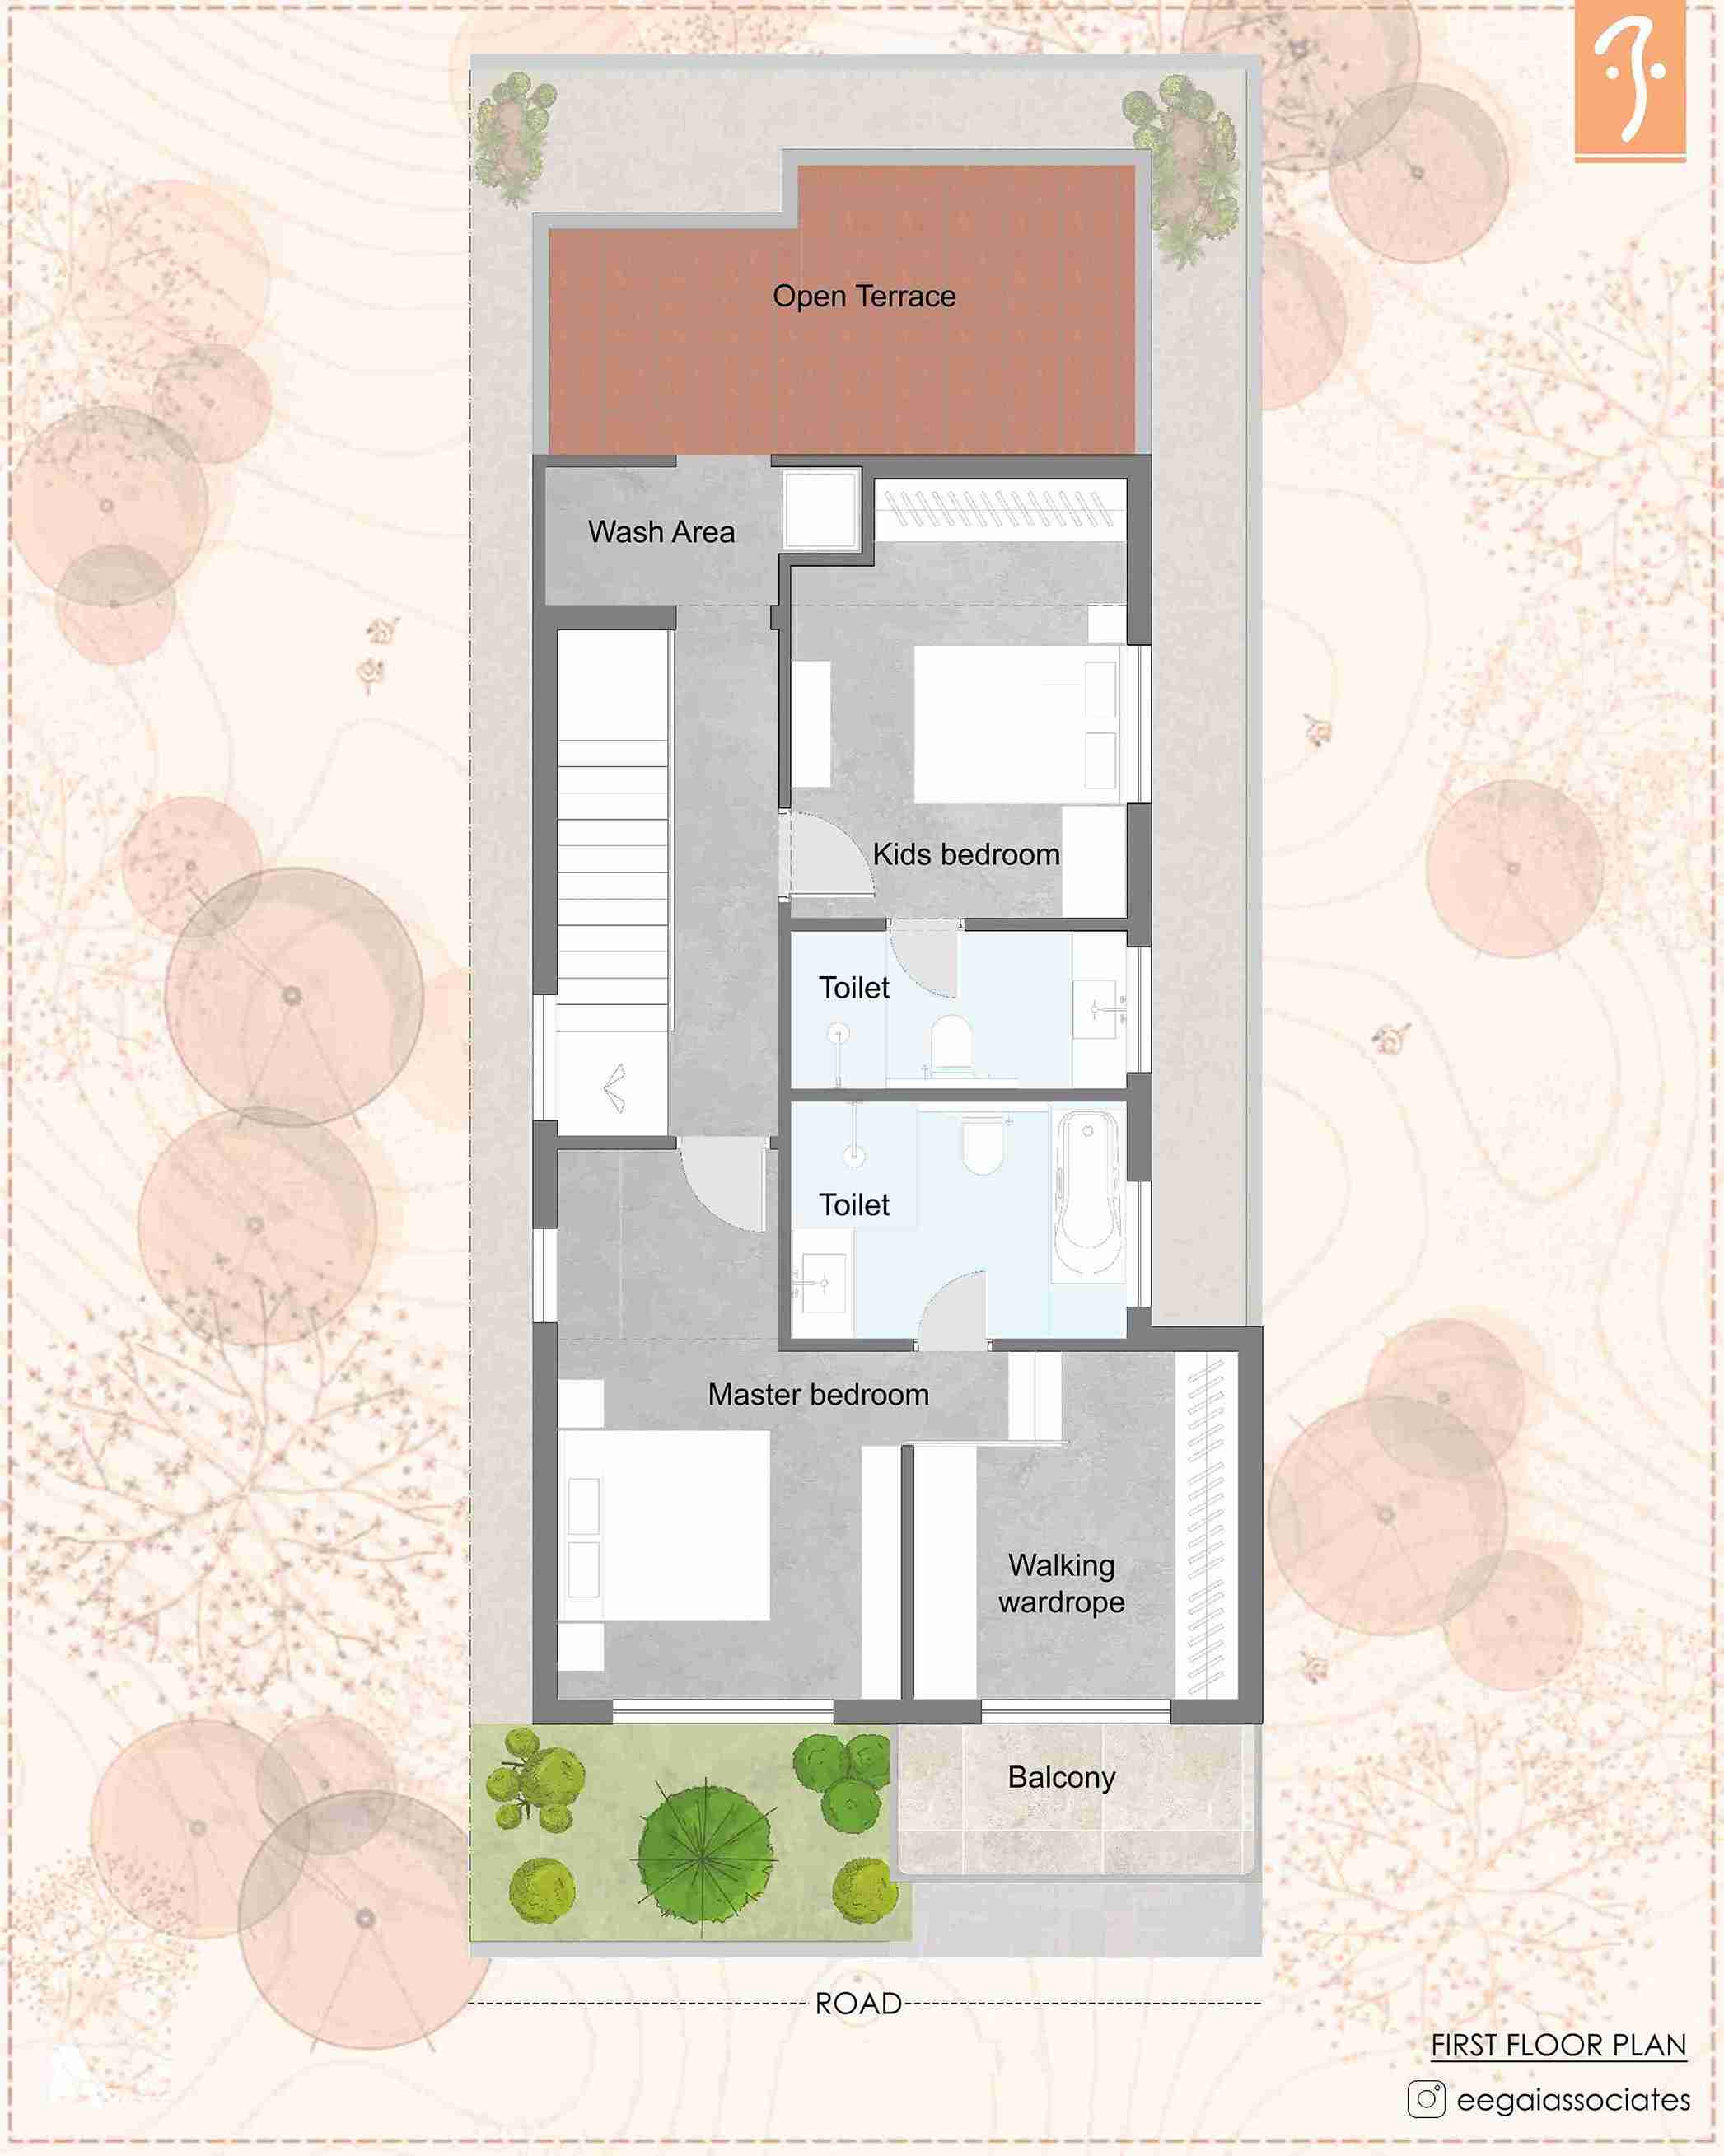 Open Terrace
Wash Area
Kids bedroom
Toilet
Toilet
Master bedroom
Walking
wardrope
Balcony
ROAD
FIRST FLOOR PLAN
eegaiassociates